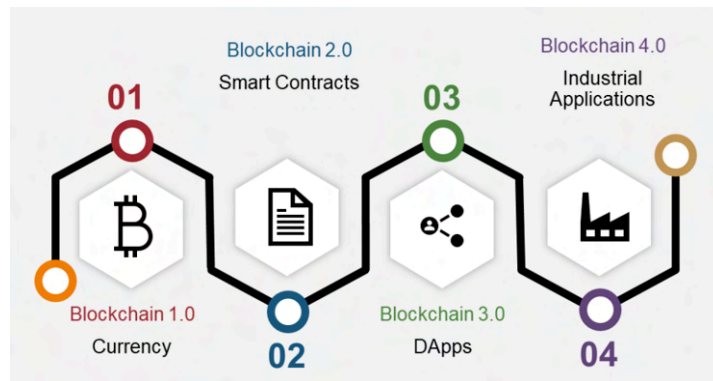 01
Blockchain 1.0
Currency
Blockchain 2.0
Smart Contracts
02
03
Blockchain 3.0
DApps
Blockchain 4.0
Industrial
Applications
04